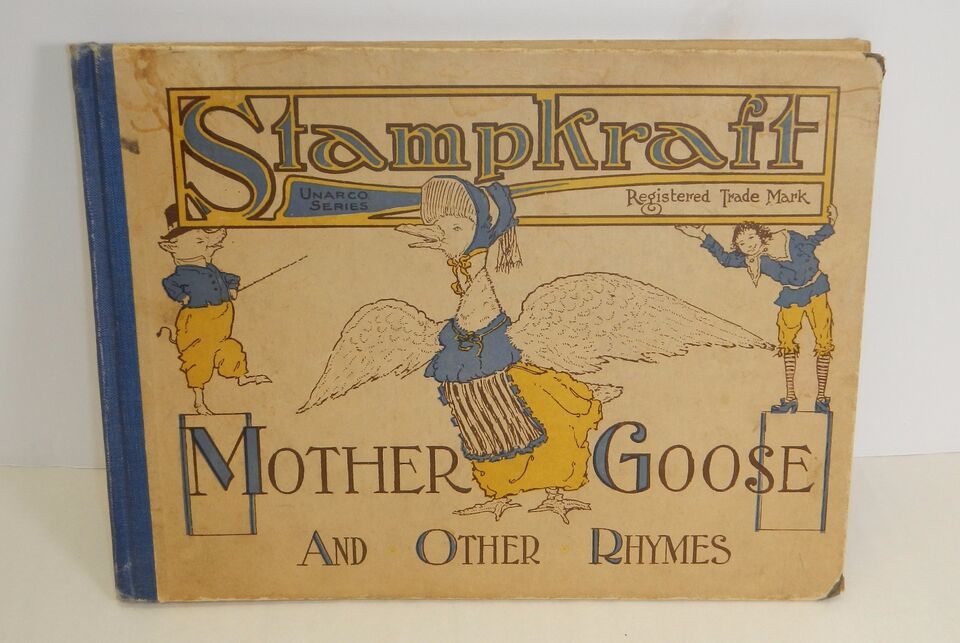 Stampkraft
UNARCO
SERIES
Registered Trade Mark
MOTHER GOOSE
AND OTHER RHYMES